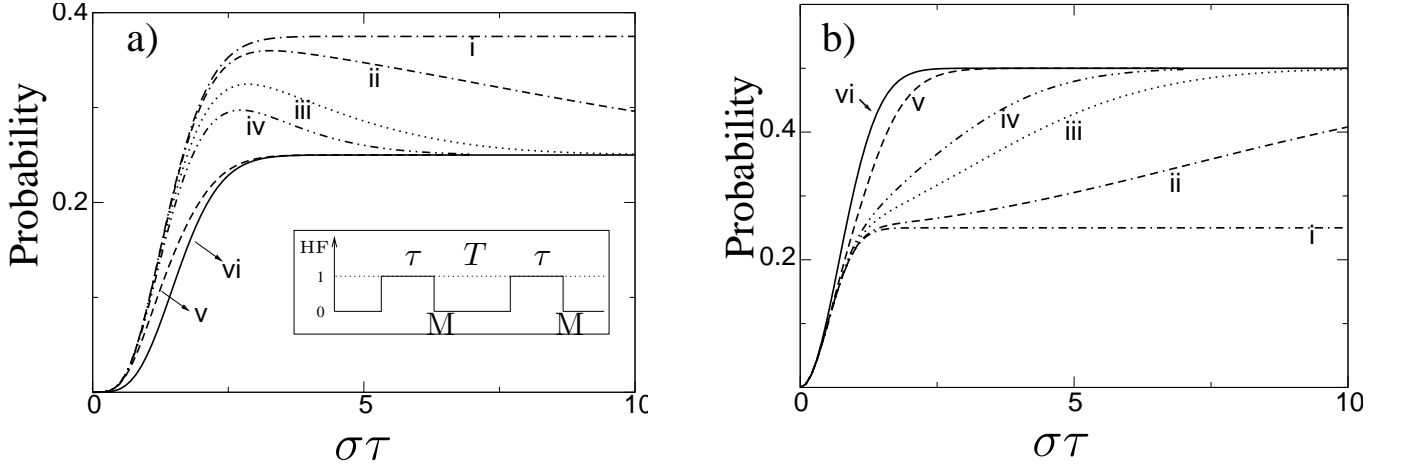 a)
Probability
0.4
0.2
0
5
10
στ
i
ii
iii
iv
vi
v
HF
1
0
τ T τ
M M
b)
Probability
0.4
0.2
0
5
10
στ
vi
v
iv
iii
ii
i